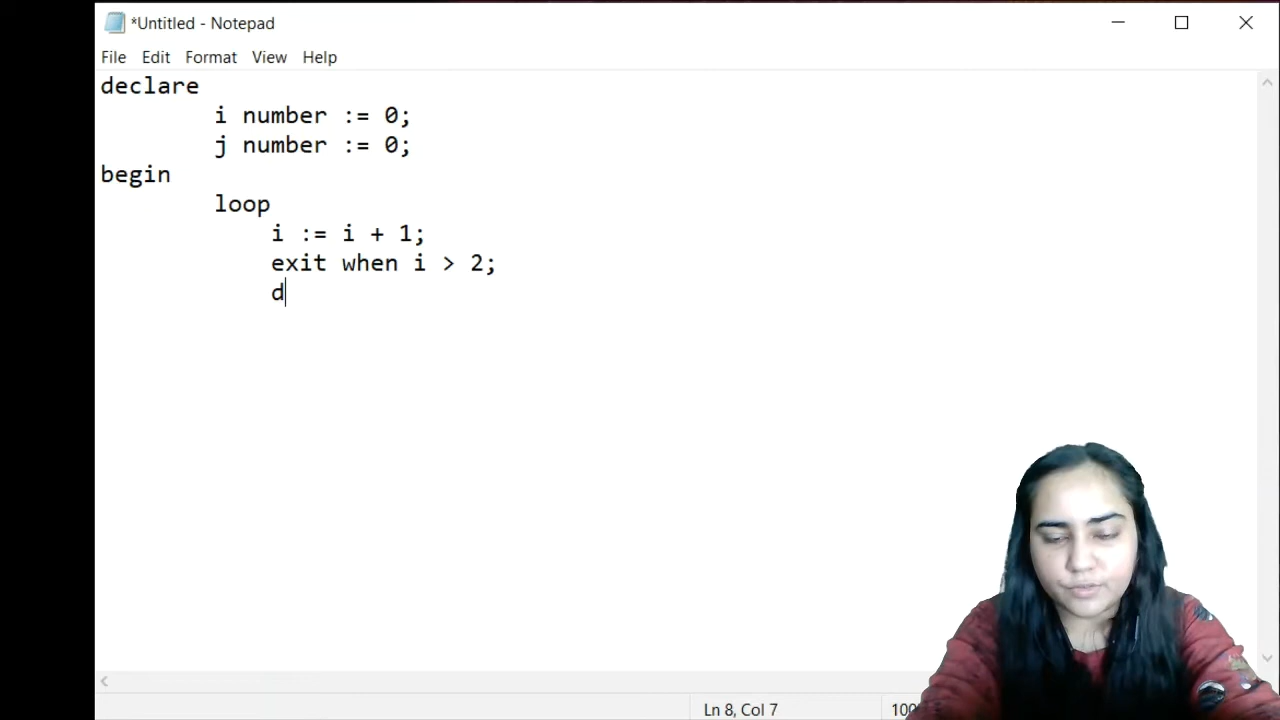 *Untitled - Notepad
File Edit Format View Help
declare
i number := 0;
j number := 0;
begin
loop
i := i + 1;
exit when i > 2;
d
Ln 8, Col 7